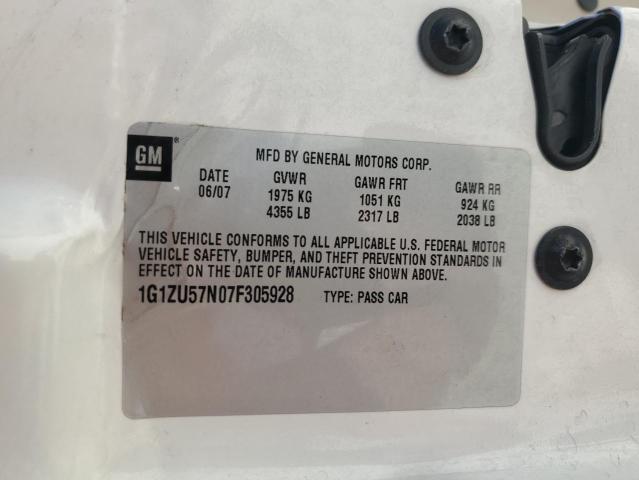 GM®
MFD BY GENERAL MOTORS CORP.
DATE GVWR GAWR FRT GAWR RR
06/07 1975 KG 1051 KG 924 KG
4355 LB 2317 LB 2038 LB
THIS VEHICLE CONFORMS TO ALL APPLICABLE U.S. FEDERAL MOTOR
VEHICLE SAFETY, BUMPER, AND THEFT PREVENTION STANDARDS IN
EFFECT ON THE DATE OF MANUFACTURE SHOWN ABOVE.
1G1ZU57N07F305928 TYPE: PASS CAR